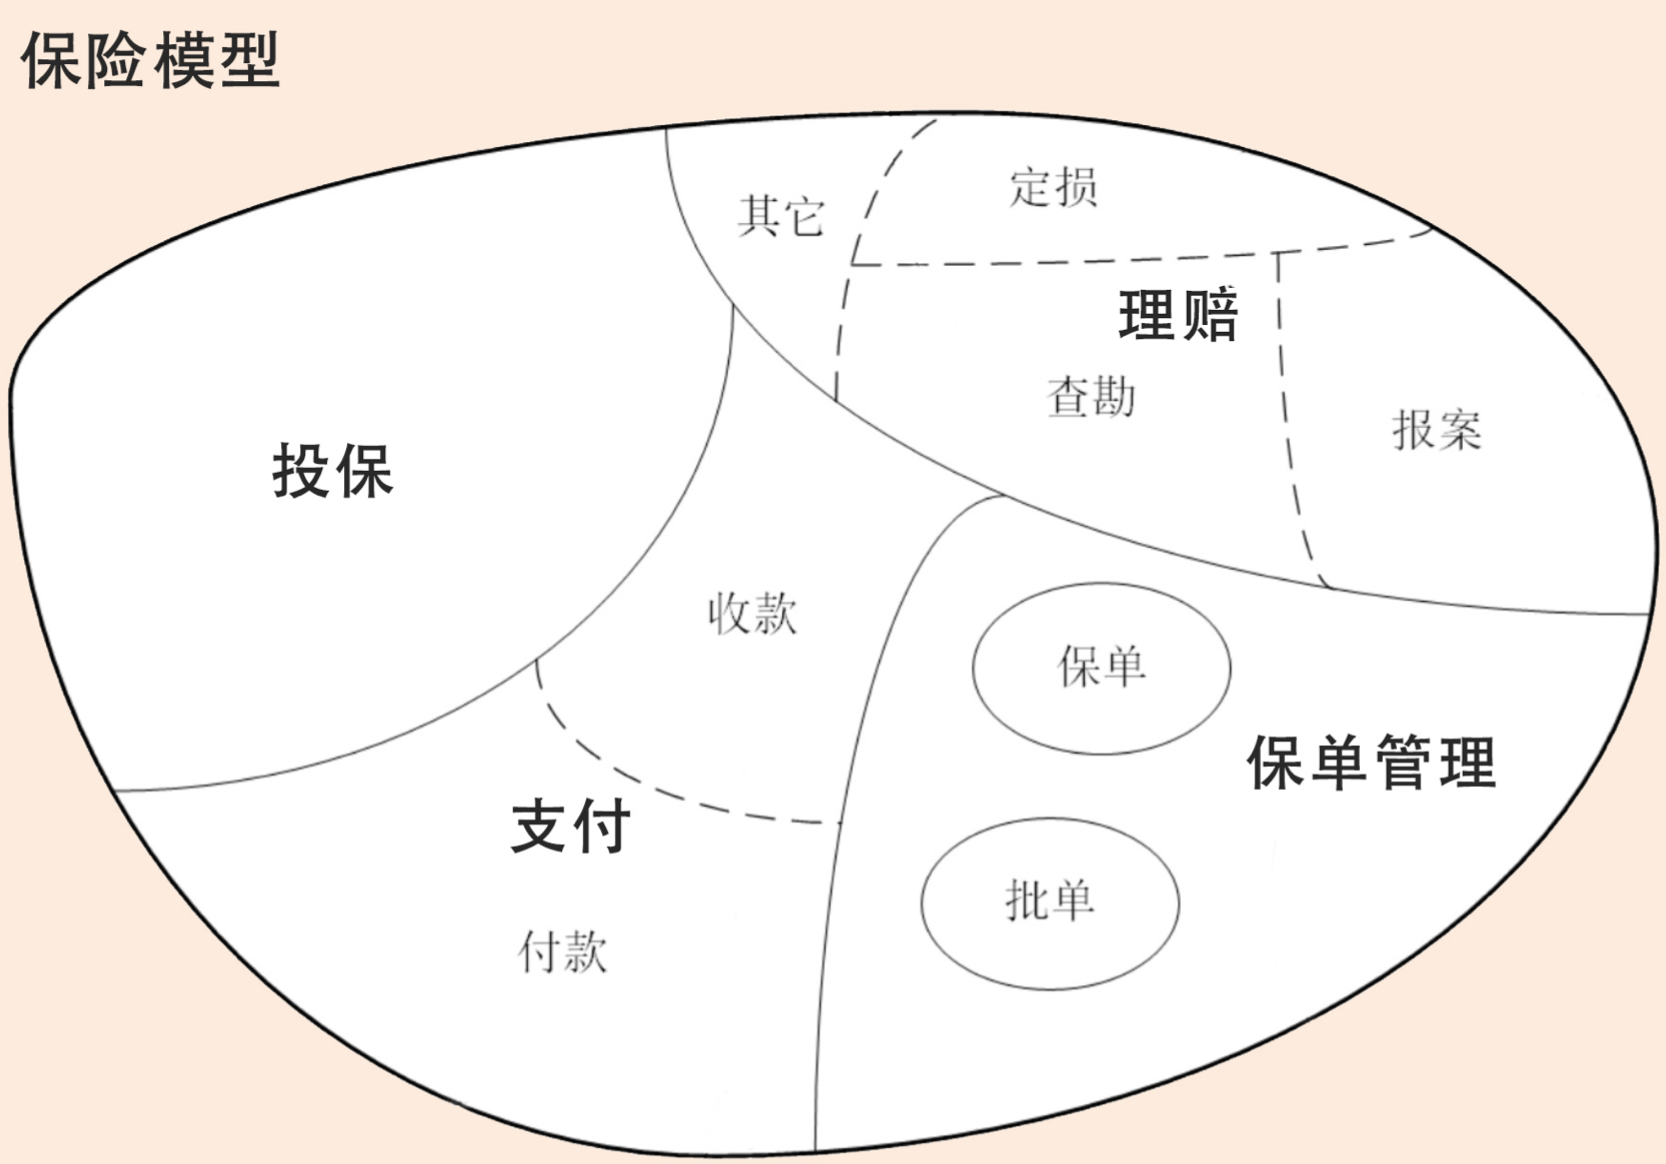 保险模型
其它
定损
理赔
查勘
报案
投保
收款
保单
保单管理
支付
批单
付款